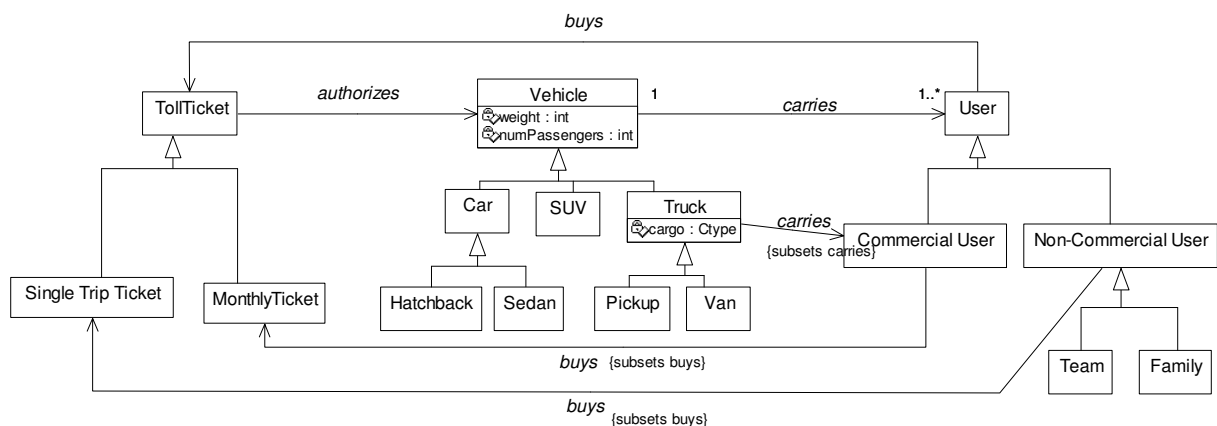 buys
TollTicket
authorizes
Vehicle
weight : int
numPassengers : int
1
carries
1..*
User
Car
SUV
Truck
cargo : Ctype
carries
{subsets carries}
Commercial User
Non-Commercial User
Single Trip Ticket
MonthlyTicket
Hatchback
Sedan
Pickup
Van
Team
Family
buys {subsets buys}
buys
{subsets buys}